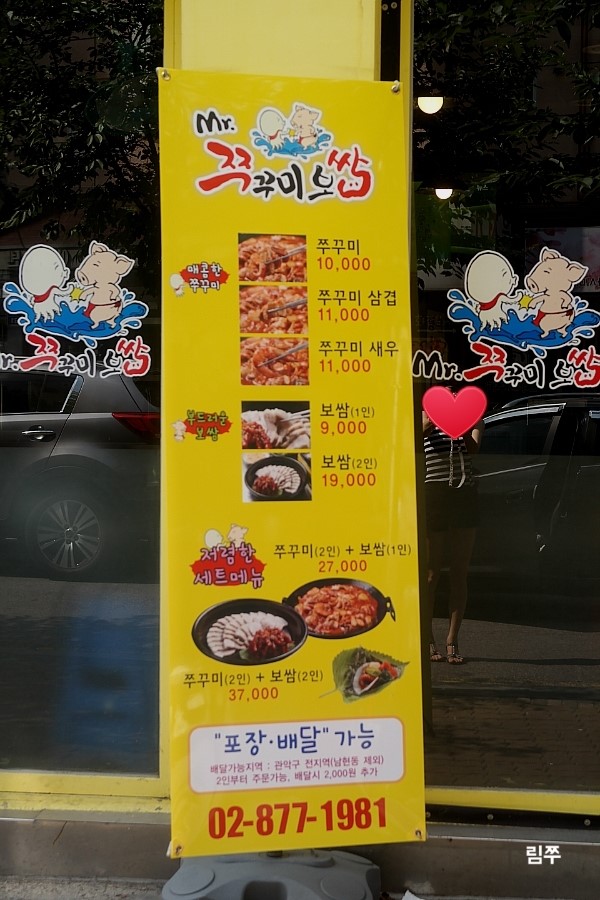 Mr.
쭈꾸미보쌈
Mr. 쭈꾸미보쌈
Mr. 쭈꾸미보쌈
매콤한
쭈꾸미
쭈꾸미
10,000
쭈꾸미 삼겹
11,000
쭈꾸미 새우
11,000
부드러운
보쌈
보쌈(1인)
9,000
보쌈(2인)
19,000
저렴한
세트메뉴
쭈꾸미(2인) + 보쌈(1인)
27,000
쭈꾸미(2인) + 보쌈(2인)
37,000
"포장·배달" 가능
배달가능지역 : 관악구 전지역(남현동 제외)
2인부터 주문가능, 배달시 2,000원 추가
02-877-1981
림쭈